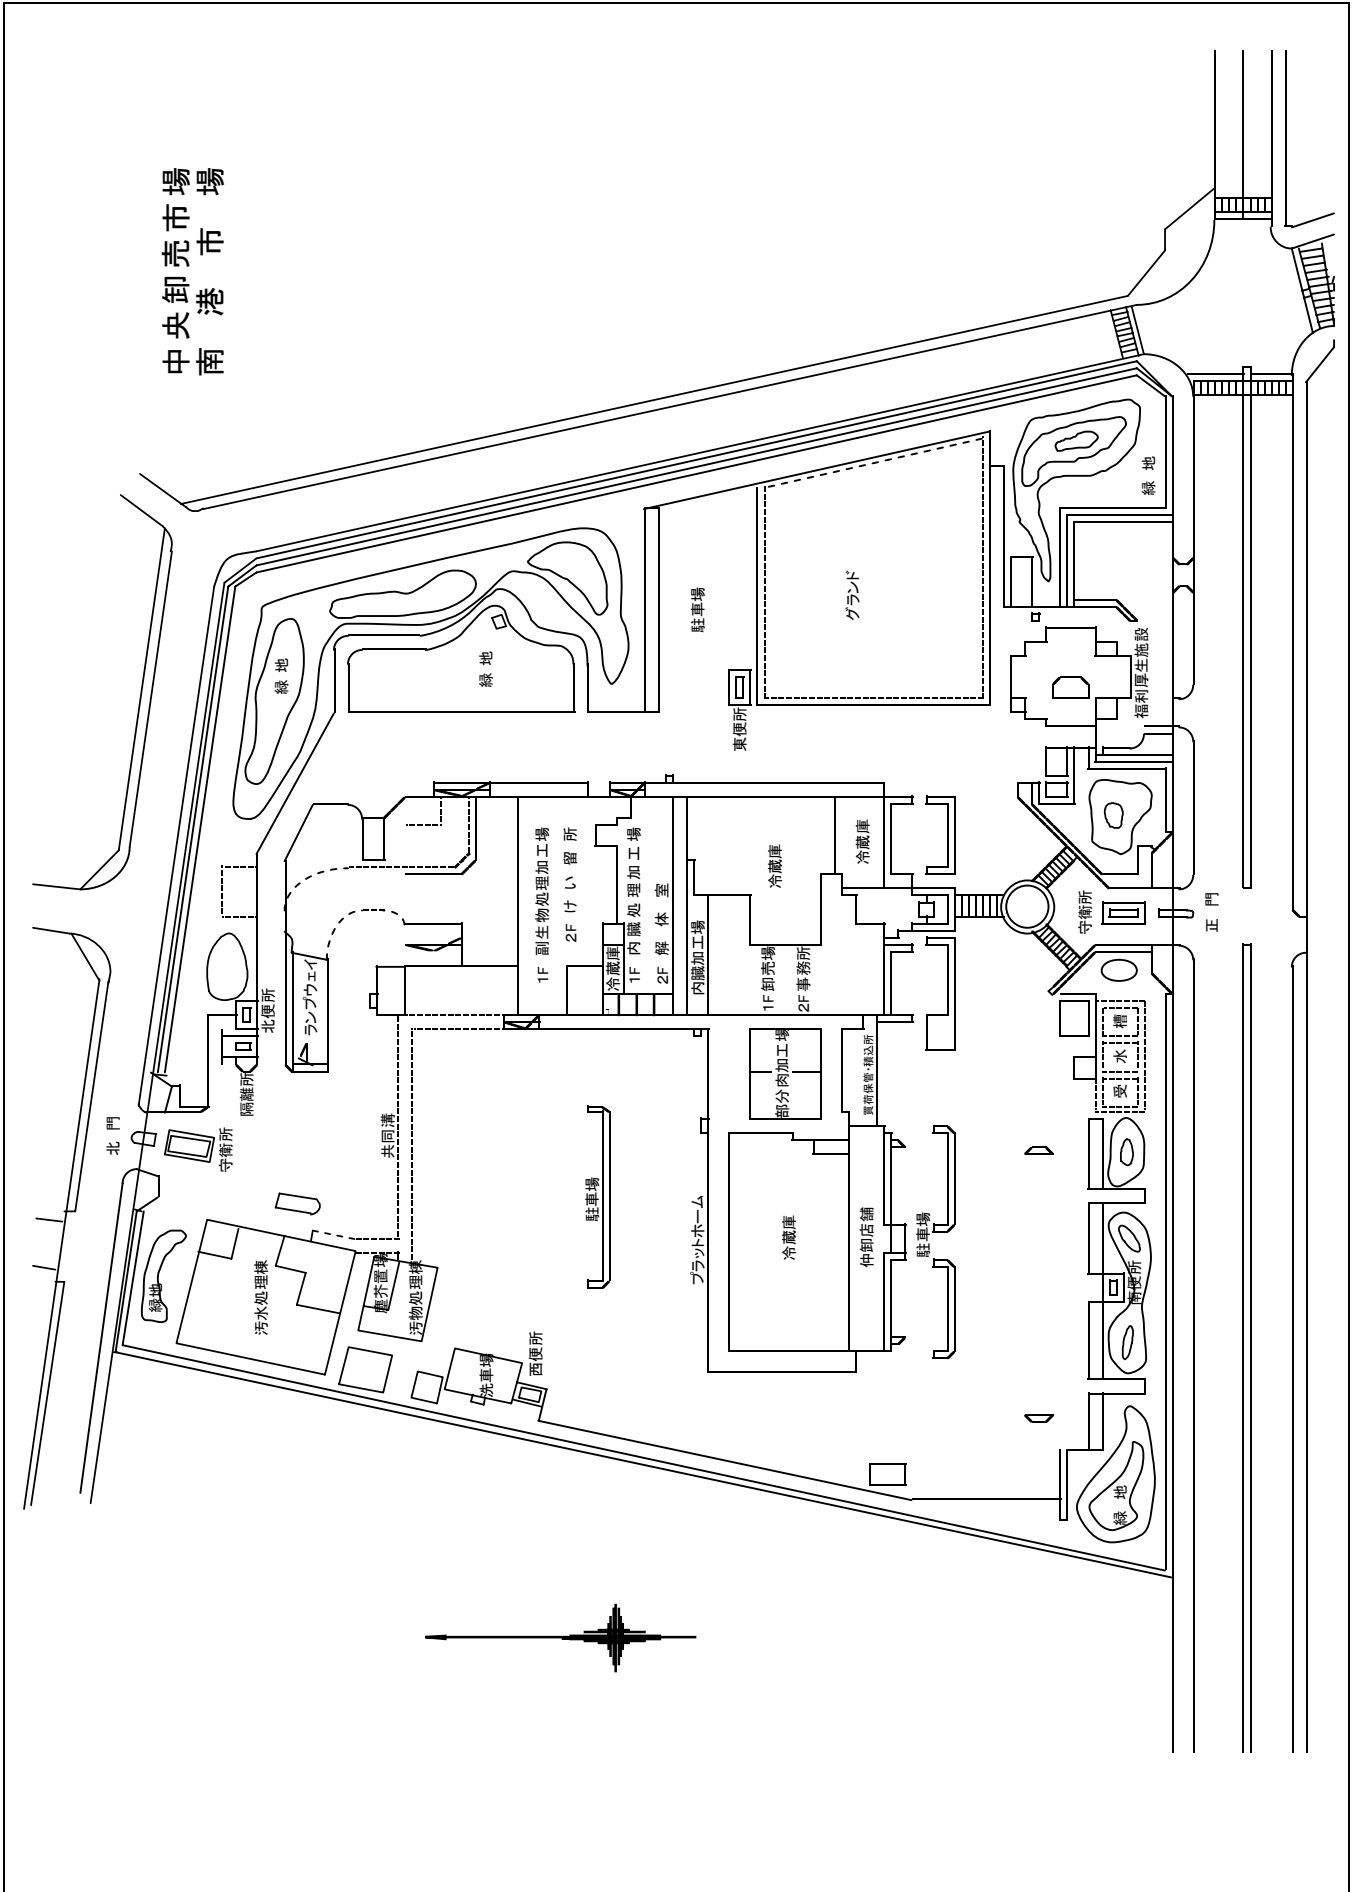 中央卸売市場
南港市場
北門
守衛所
隔離所
北便所
ランプウェイ
緑地
緑地
緑地
汚水処理棟
塵芥置場
汚物処理棟
共同溝
洗車場
西便所
駐車場
1F 副生物処理加工場
2F けい留所
冷蔵庫
1F 内臓処理加工場
2F 解体室
内臓加工場
冷蔵庫
冷蔵庫
1F 卸売場
2F 事務所
部分肉加工場
買荷保管・積込所
プラットホーム
冷蔵庫
仲卸店舗
駐車場
駐車場
東便所
グランド
緑地
福利厚生施設
守衛所
正門
受水槽
南便所
緑地